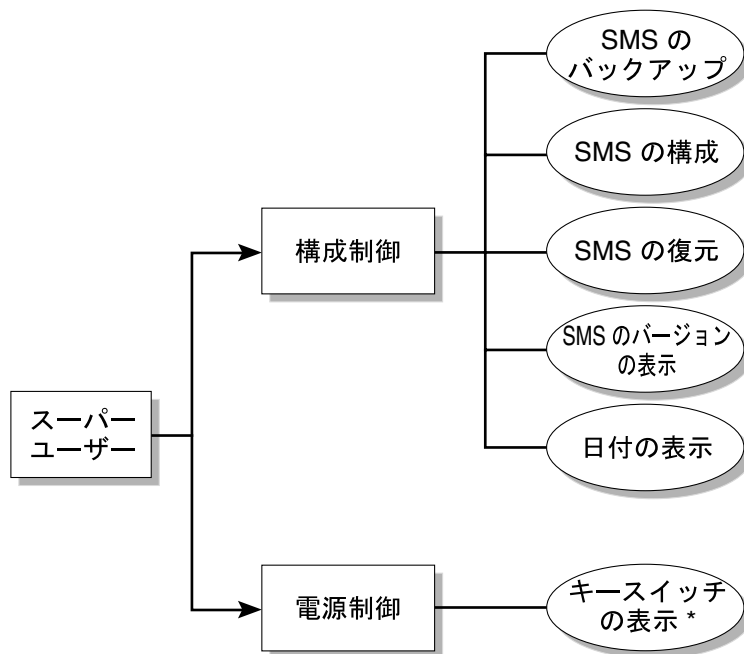 SMS の
バックアップ
SMS の構成
構成制御
SMS の復元
SMS のバージョン
の表示
スーパー
ユーザー
日付の表示
電源制御
キースイッチ
の表示 *